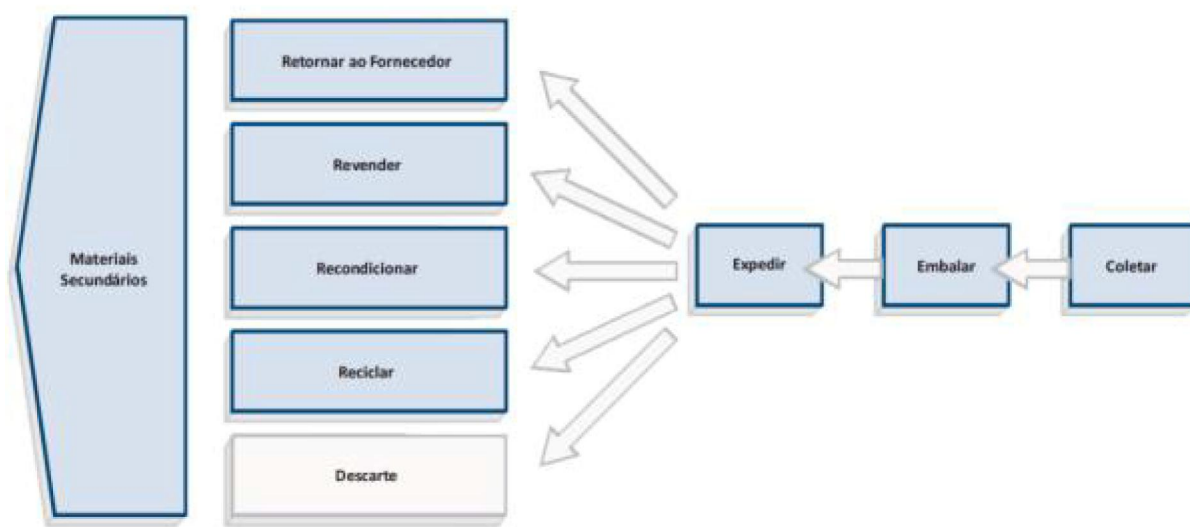 Retornar ao Fornecedor
Revender
Recondicionar
Reciclar
Descarte
Materiais
Secundários
Expedir
Embalar
Coletar